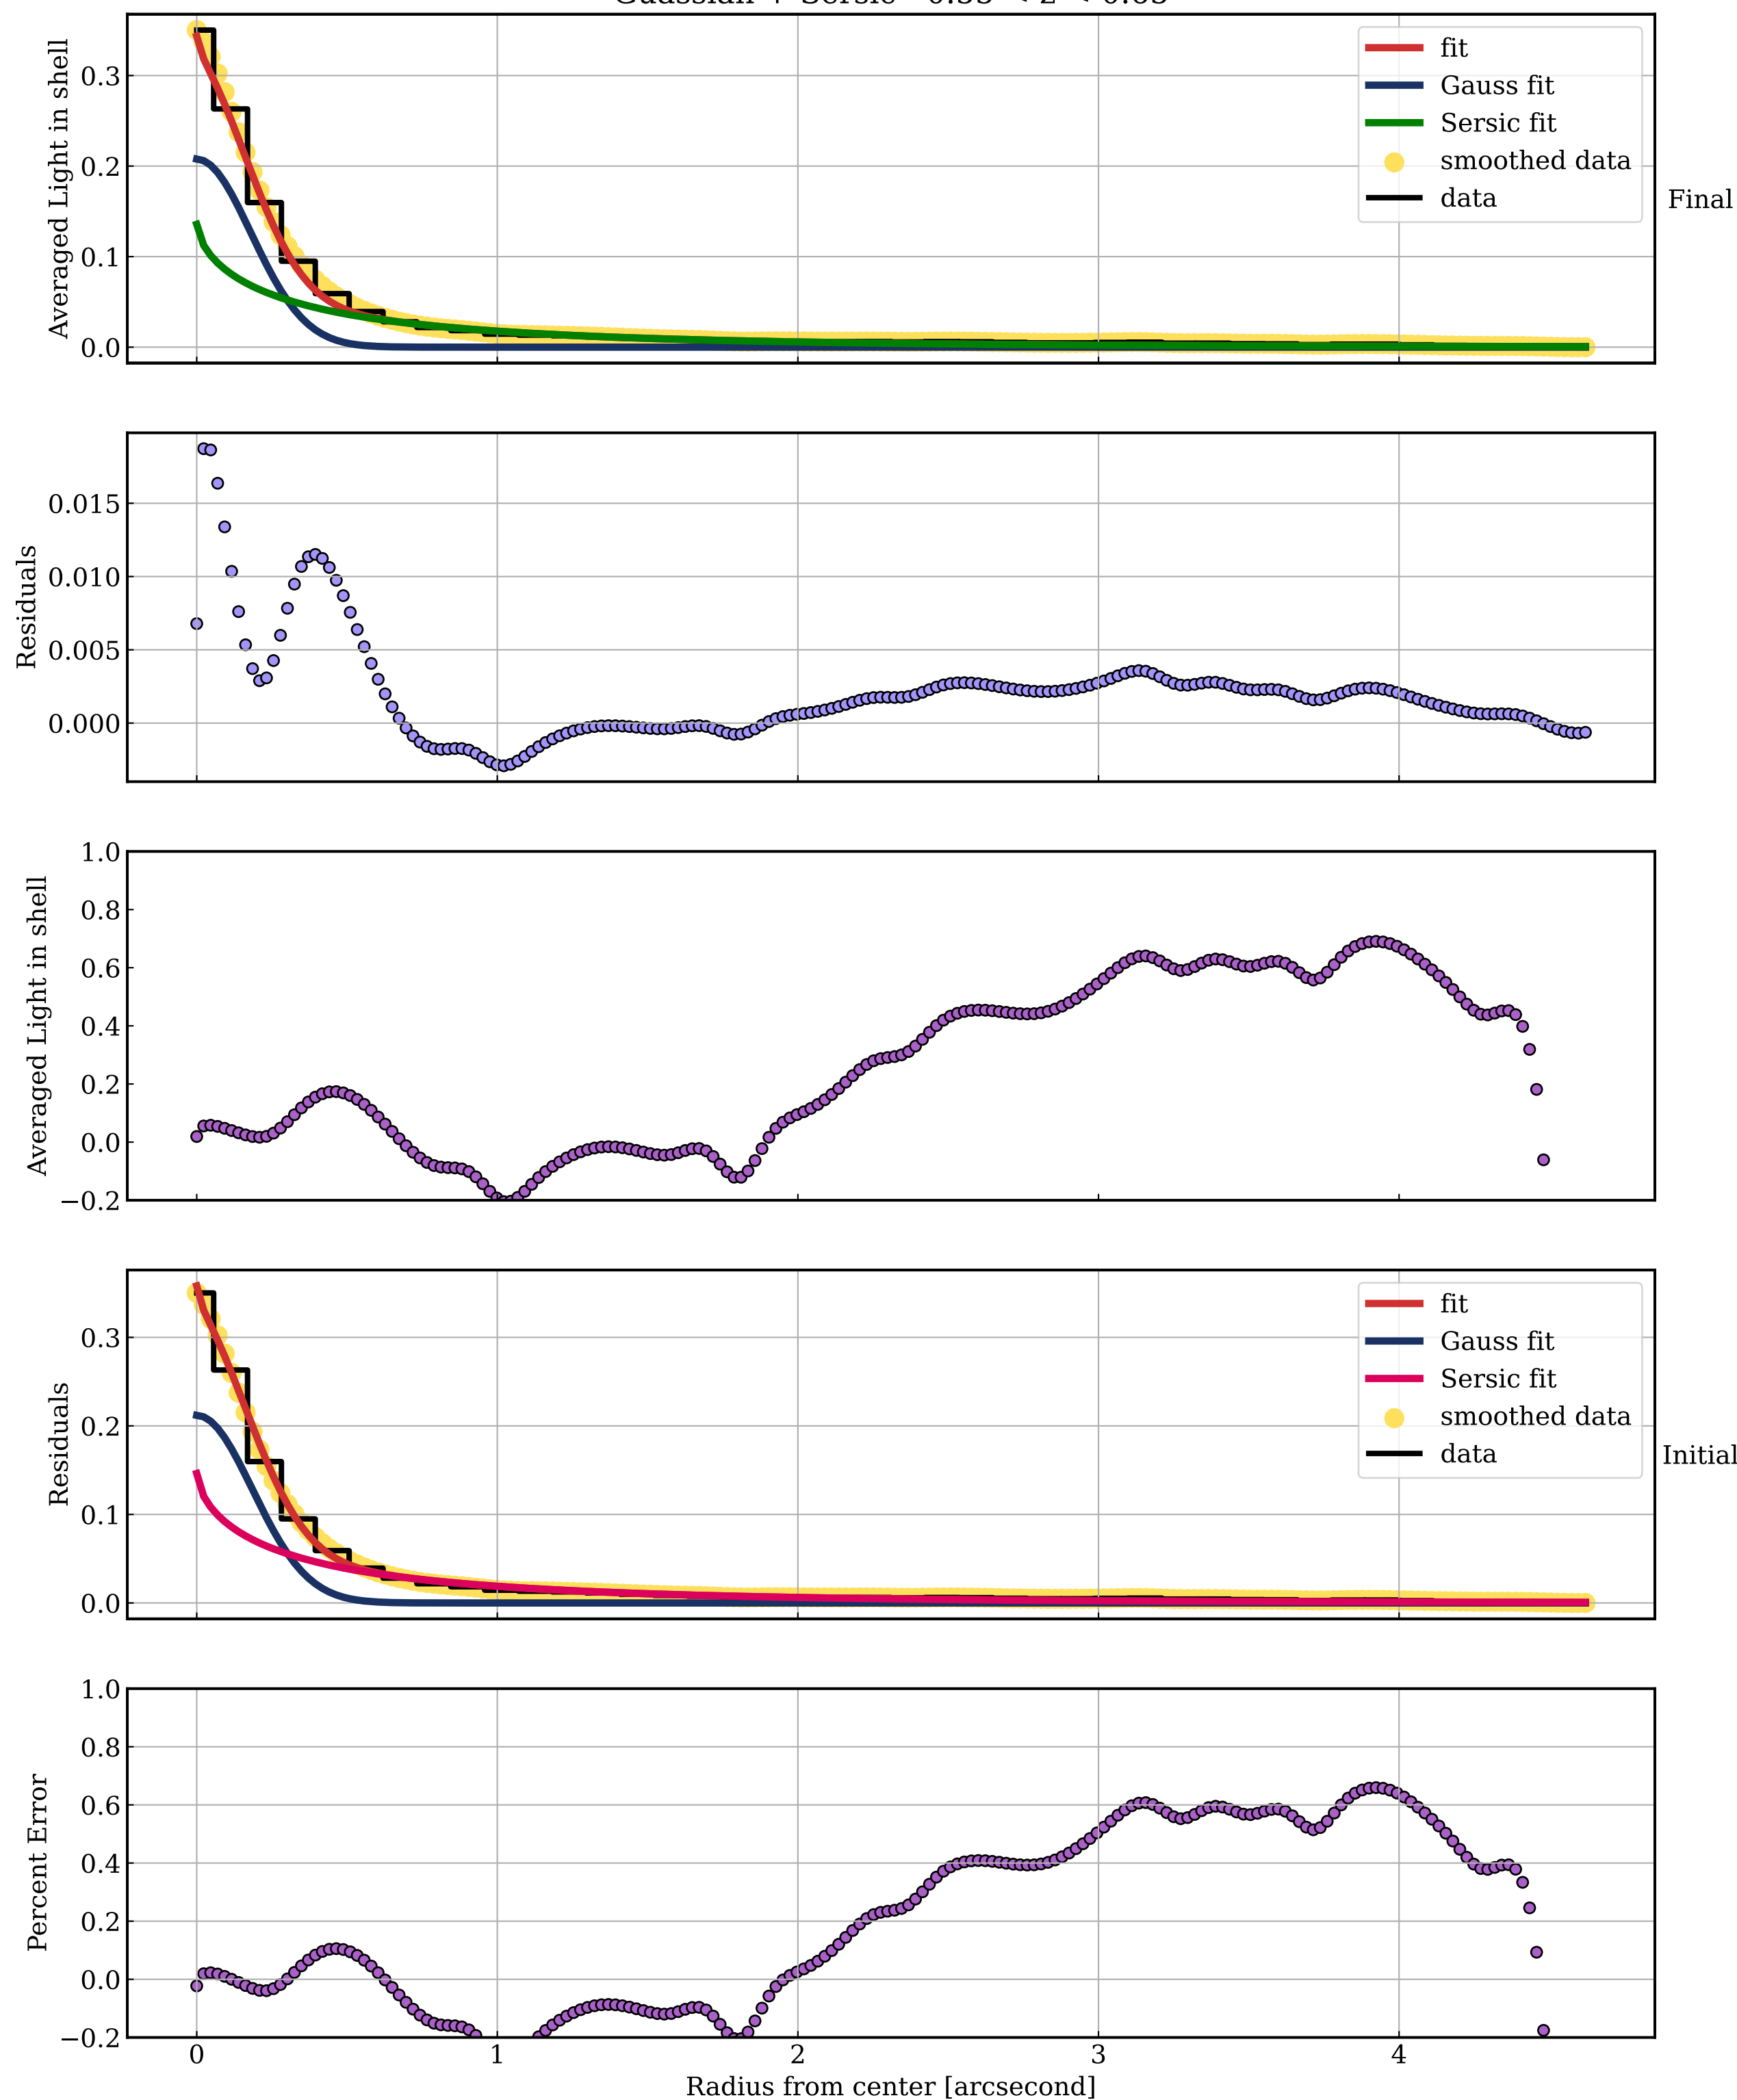 Averaged Light in shell
0.3
0.2
0.1
0.0
fit
Gauss fit
Sersic fit
smoothed data
data
Final
Residuals
0.015
0.010
0.005
0.000
Averaged Light in shell
1.0
0.8
0.6
0.4
0.2
0.0
−0.2
Residuals
0.3
0.2
0.1
0.0
fit
Gauss fit
Sersic fit
smoothed data
data
Initial
Percent Error
1.0
0.8
0.6
0.4
0.2
0.0
−0.2
0 1 2 3 4
Radius from center [arcsecond]